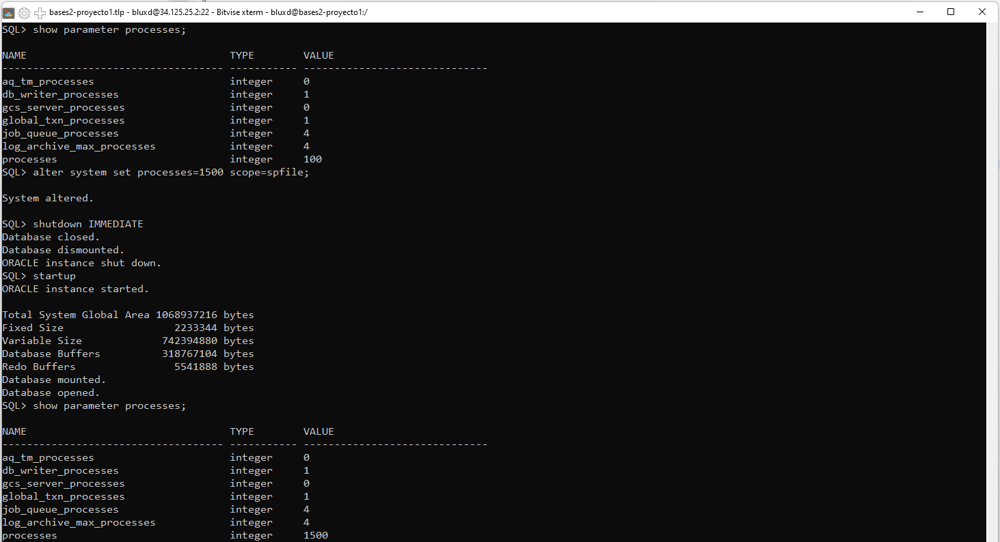 bases2-proyecto1.tlp - bluxd@34.125.25.2:22 - Bitvise xterm - bluxd@bases2-proyecto1:/
SQL> show parameter processes;
NAME                                 TYPE        VALUE
------------------------------------ ----------- ------------------------------
aq_tm_processes                      integer     0
db_writer_processes                  integer     1
gcs_server_processes                 integer     0
global_txn_processes                 integer     1
job_queue_processes                  integer     4
log_archive_max_processes            integer     4
processes                            integer     100
SQL> alter system set processes=1500 scope=spfile;
System altered.
SQL> shutdown IMMEDIATE
Database closed.
Database dismounted.
ORACLE instance shut down.
SQL> startup
ORACLE instance started.
Total System Global Area 1068937216 bytes
Fixed Size                  2233344 bytes
Variable Size             742394880 bytes
Database Buffers          318767104 bytes
Redo Buffers                5541888 bytes
Database mounted.
Database opened.
SQL> show parameter processes;
NAME                                 TYPE        VALUE
------------------------------------ ----------- ------------------------------
aq_tm_processes                      integer     0
db_writer_processes                  integer     1
gcs_server_processes                 integer     0
global_txn_processes                 integer     1
job_queue_processes                  integer     4
log_archive_max_processes            integer     4
processes                            integer     1500